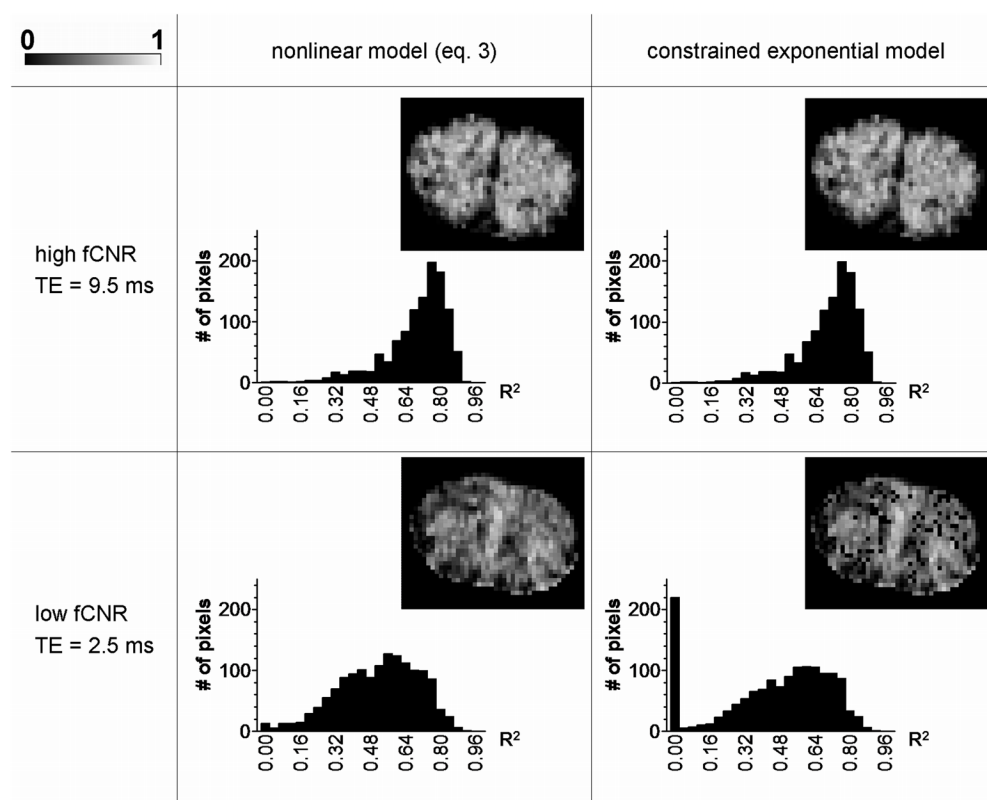 0 1
nonlinear model (eq. 3)
constrained exponential model
high fCNR
TE = 9.5 ms
# of pixels
200
100
0
0.00 0.16 0.32 0.48 0.64 0.80 0.96
R²
# of pixels
200
100
0
0.00 0.16 0.32 0.48 0.64 0.80 0.96
R²
low fCNR
TE = 2.5 ms
# of pixels
200
100
0
0.00 0.16 0.32 0.48 0.64 0.80 0.96
R²
# of pixels
200
100
0
0.00 0.16 0.32 0.48 0.64 0.80 0.96
R²